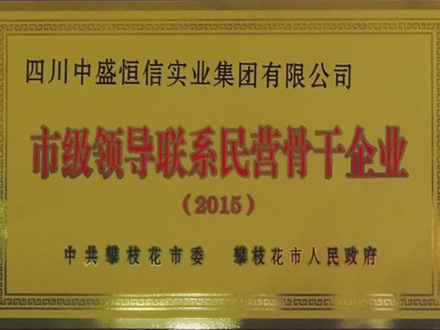 四川中盛恒信实业集团有限公司
市级领导联系民营骨干企业
（2015）
中共攀枝花市委 攀枝花市人民政府